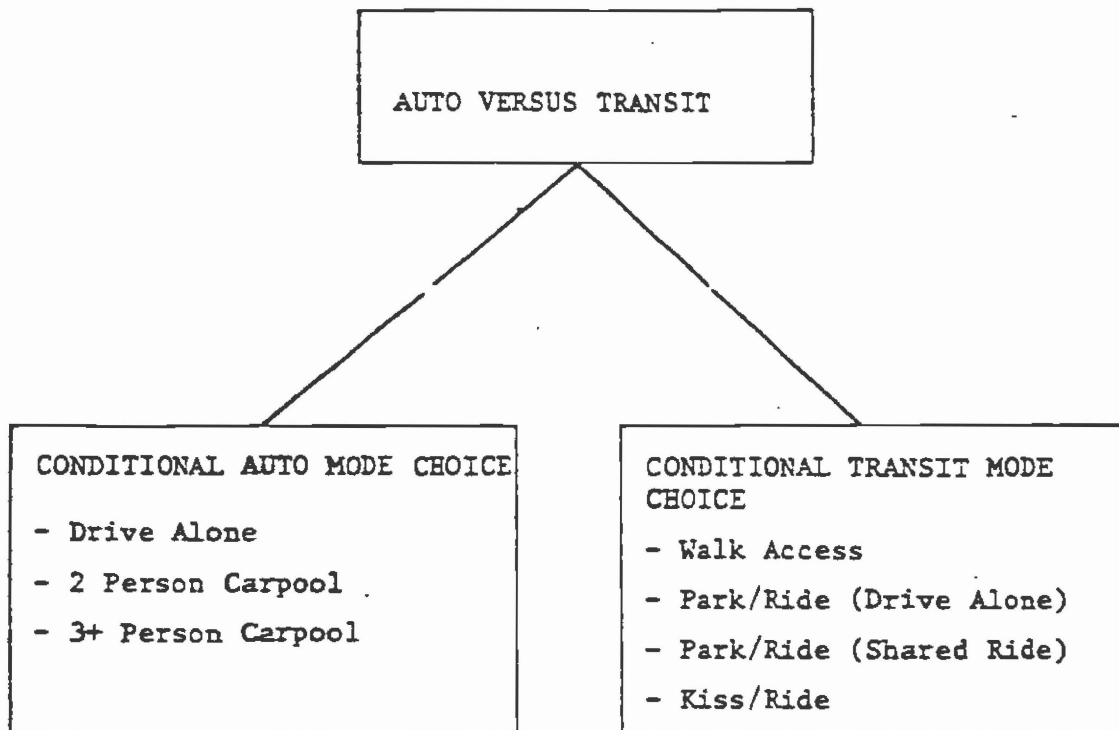 AUTO VERSUS TRANSIT
CONDITIONAL AUTO MODE CHOICE
- Drive Alone
- 2 Person Carpool
- 3+ Person Carpool
CONDITIONAL TRANSIT MODE
CHOICE
- Walk Access
- Park/Ride (Drive Alone)
- Park/Ride (Shared Ride)
- Kiss/Ride